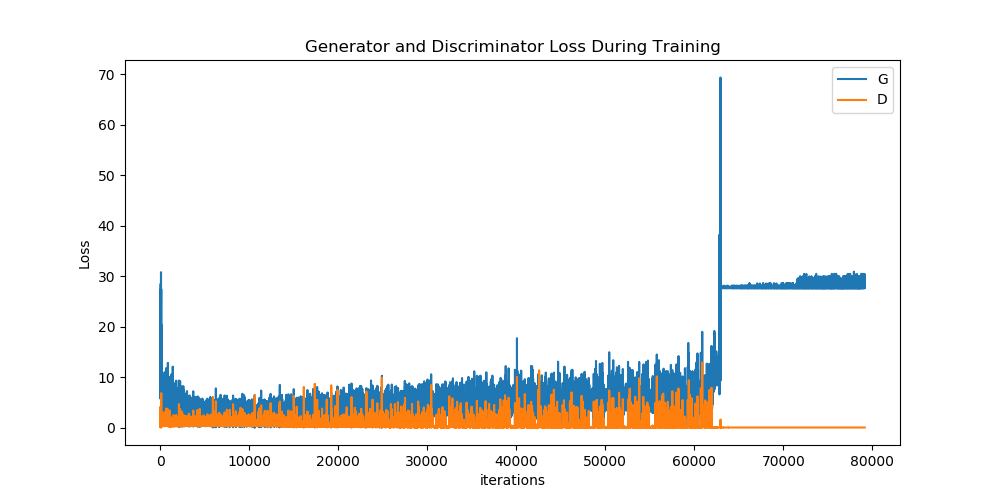 Generator and Discriminator Loss During Training
G
D
70
60
50
40
30
20
10
0
Loss
0 10000 20000 30000 40000 50000 60000 70000 80000
iterations